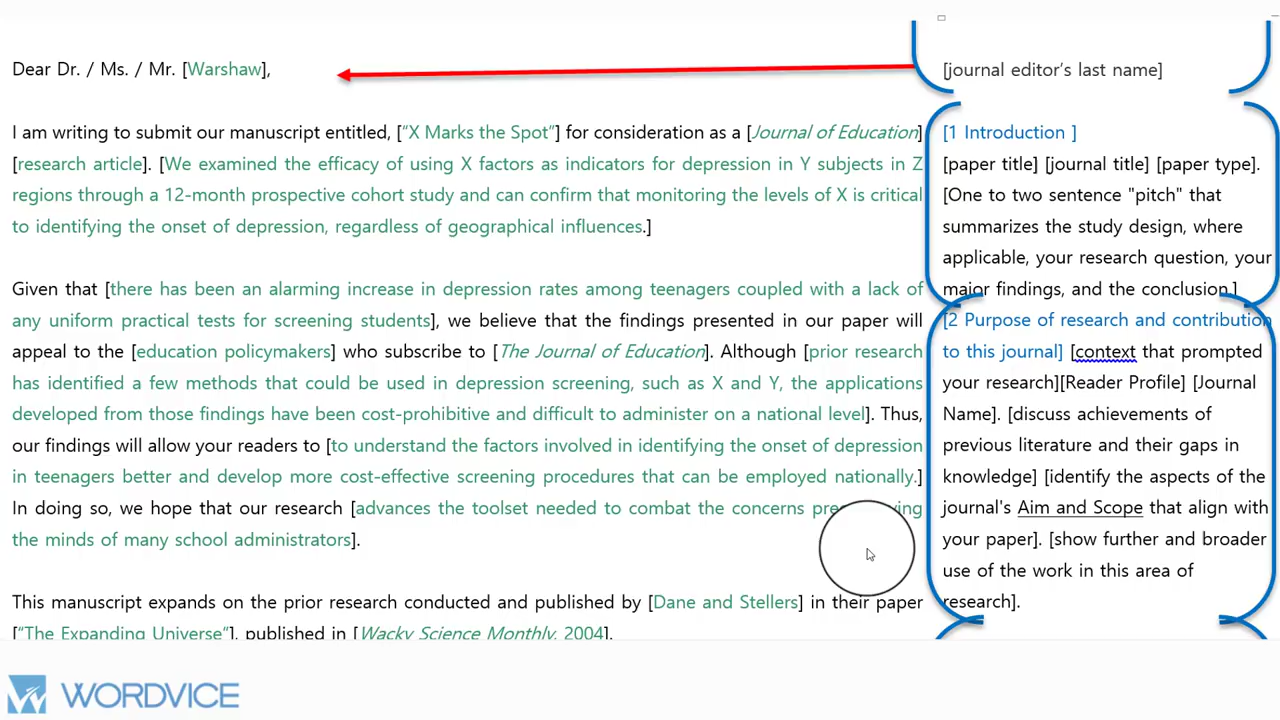 Dear Dr. / Ms. / Mr. [Warshaw],
I am writing to submit our manuscript entitled, ["X Marks the Spot"] for consideration as a [Journal of Education]
[research article]. [We examined the efficacy of using X factors as indicators for depression in Y subjects in Z
regions through a 12-month prospective cohort study and can confirm that monitoring the levels of X is critical
to identifying the onset of depression, regardless of geographical influences.]
Given that [there has been an alarming increase in depression rates among teenagers coupled with a lack of
any uniform practical tests for screening students], we believe that the findings presented in our paper will
appeal to the [education policymakers] who subscribe to [The Journal of Education]. Although [prior research
has identified a few methods that could be used in depression screening, such as X and Y, the applications
developed from those findings have been cost-prohibitive and difficult to administer on a national level]. Thus,
our findings will allow your readers to [to understand the factors involved in identifying the onset of depression
in teenagers better and develop more cost-effective screening procedures that can be employed nationally.]
In doing so, we hope that our research [advances the toolset needed to combat the concerns
the minds of many school administrators].
This manuscript expands on the prior research conducted and published by [Dane and Stellers] in their paper
["The Expanding Universe"], published in [Wacky Science Monthly, 2004].
[journal editor's last name]
[1 Introduction ]
[paper title] [journal title] [paper type].
[One to two sentence "pitch" that
summarizes the study design, where
applicable, your research question, your
major findings, and the conclusion.]
[2 Purpose of research and contribution
to this journal] [context that prompted
your research][Reader Profile] [Journal
Name]. [discuss achievements of
previous literature and their gaps in
knowledge] [identify the aspects of the
journal's Aim and Scope that align with
your paper]. [show further and broader
use of the work in this area of
research].
WORDVICE